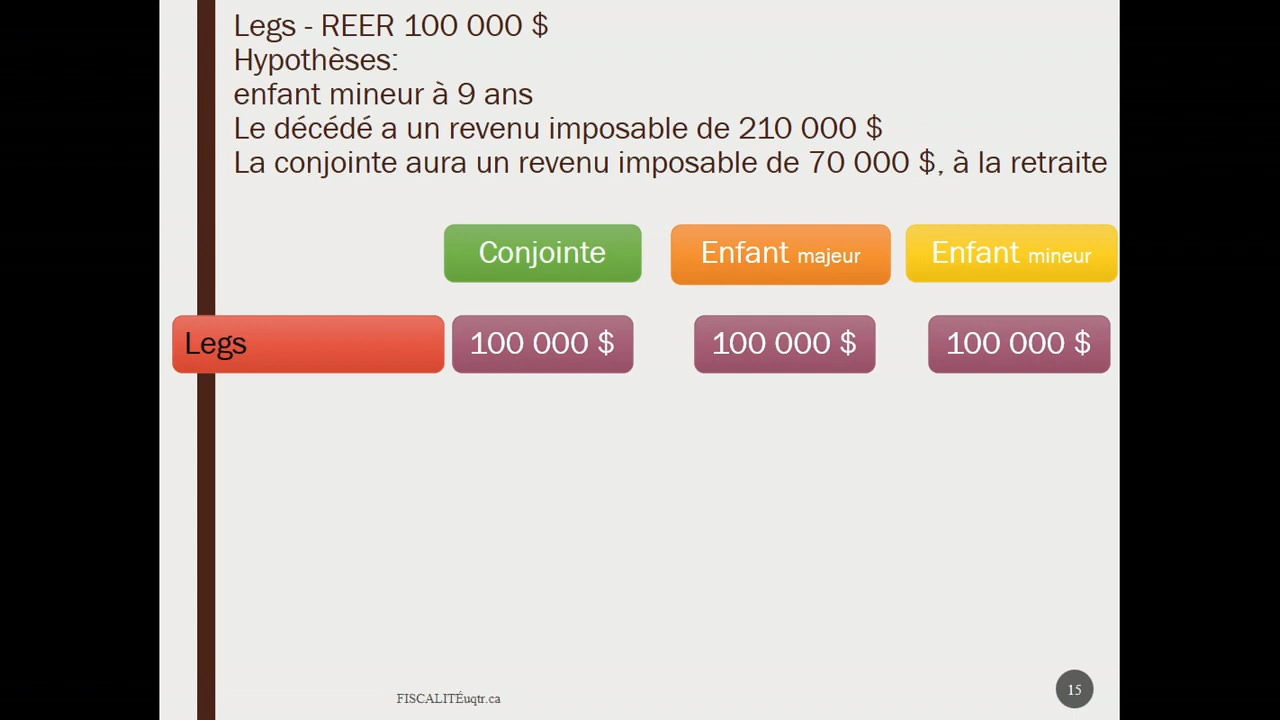 Legs - REER 100 000 $
Hypothèses:
enfant mineur à 9 ans
Le décédé a un revenu imposable de 210 000 $
La conjointe aura un revenu imposable de 70 000 $, à la retraite
Conjointe
Enfant majeur
Enfant mineur
Legs
100 000 $
100 000 $
100 000 $
FISCALITÉuqtr.ca
15